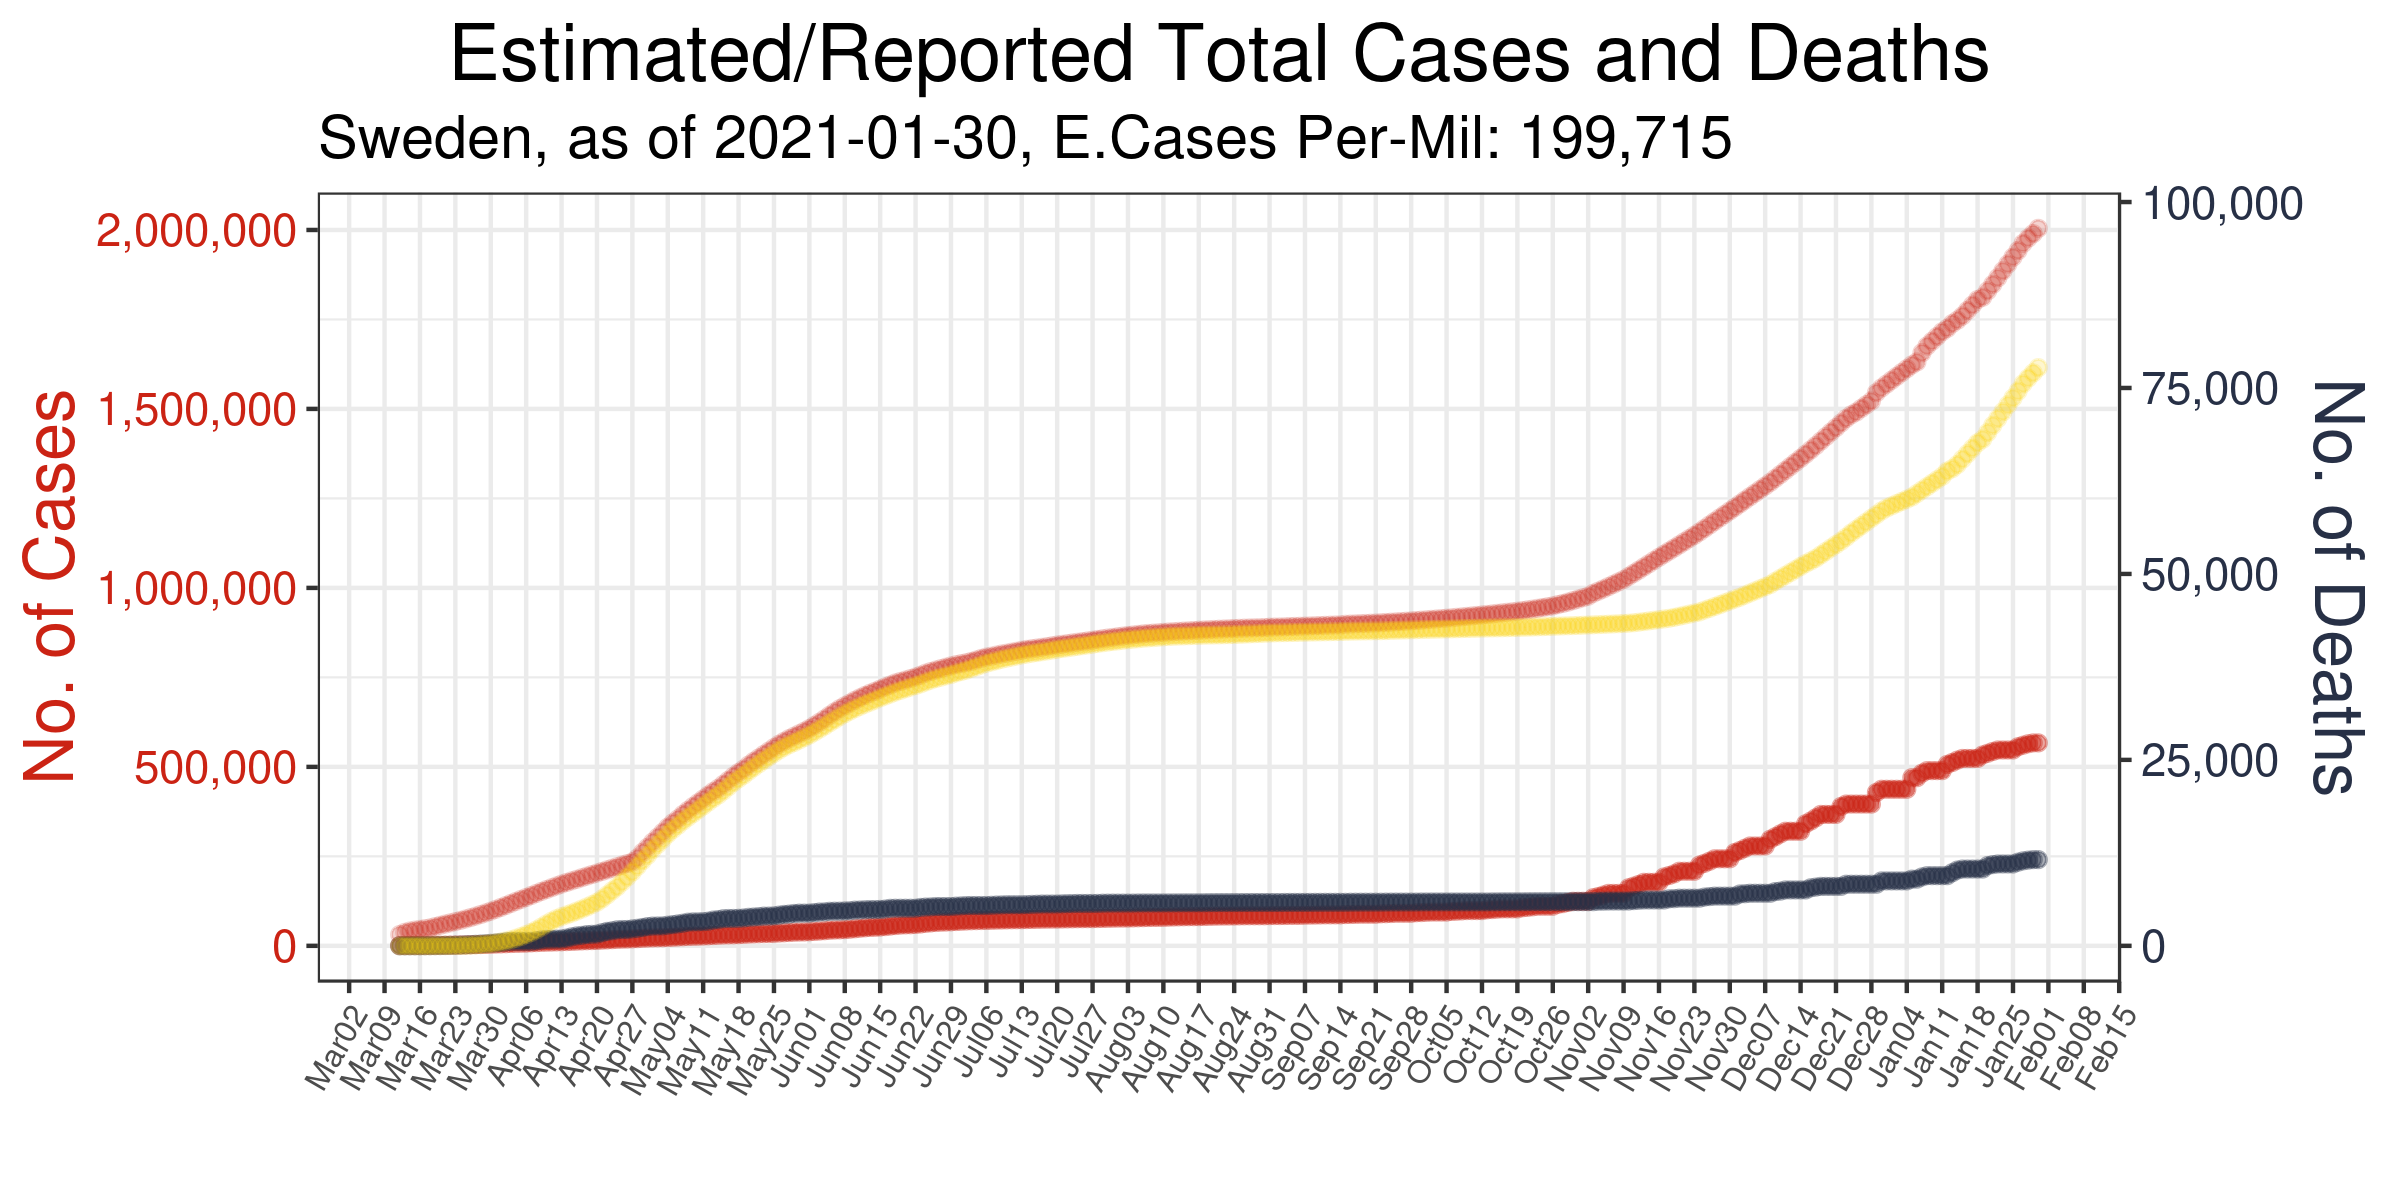 Estimated/Reported Total Cases and Deaths
Sweden, as of 2021-01-30, E.Cases Per-Mil: 199,715
No. of Cases
2,000,000
1,500,000
1,000,000
500,000
0
100,000
75,000
50,000
25,000
0
No. of Deaths
Mar02
Mar09
Mar16
Mar23
Mar30
Apr06
Apr13
Apr20
Apr27
May04
May11
May18
May25
Jun01
Jun08
Jun15
Jun22
Jun29
Jul06
Jul13
Jul20
Jul27
Aug03
Aug10
Aug17
Aug24
Aug31
Sep07
Sep14
Sep21
Sep28
Oct05
Oct12
Oct19
Oct26
Nov02
Nov09
Nov16
Nov23
Nov30
Dec07
Dec14
Dec21
Dec28
Jan04
Jan11
Jan18
Jan25
Feb01
Feb08
Feb15